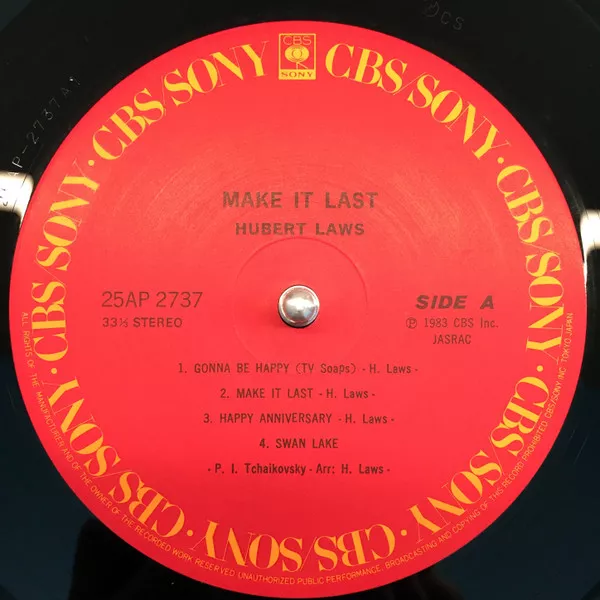 DCS
P-2737A1
CBS
SONY
CBS/SONY · CBS/SONY · CBS/SONY · CBS/SONY · CBS/SONY · CBS/SONY · CBS/SONY · CBS/SONY
MAKE IT LAST
HUBERT LAWS
25AP 2737
33⅓ STEREO
SIDE A
Ⓟ 1983 CBS Inc.
JASRAC
1. GONNA BE HAPPY (TV Soaps) - H. Laws -
2. MAKE IT LAST - H. Laws -
3. HAPPY ANNIVERSARY - H. Laws -
4. SWAN LAKE
- P. I. Tchaikovsky - Arr: H. Laws -
ALL RIGHTS OF THE MANUFACTURER AND OF THE OWNER OF THE RECORDED WORK RESERVED UNAUTHORIZED PUBLIC PERFORMANCE, BROADCASTING AND COPYING OF THIS RECORD PROHIBITED CBS/SONY INC. TOKYO JAPAN